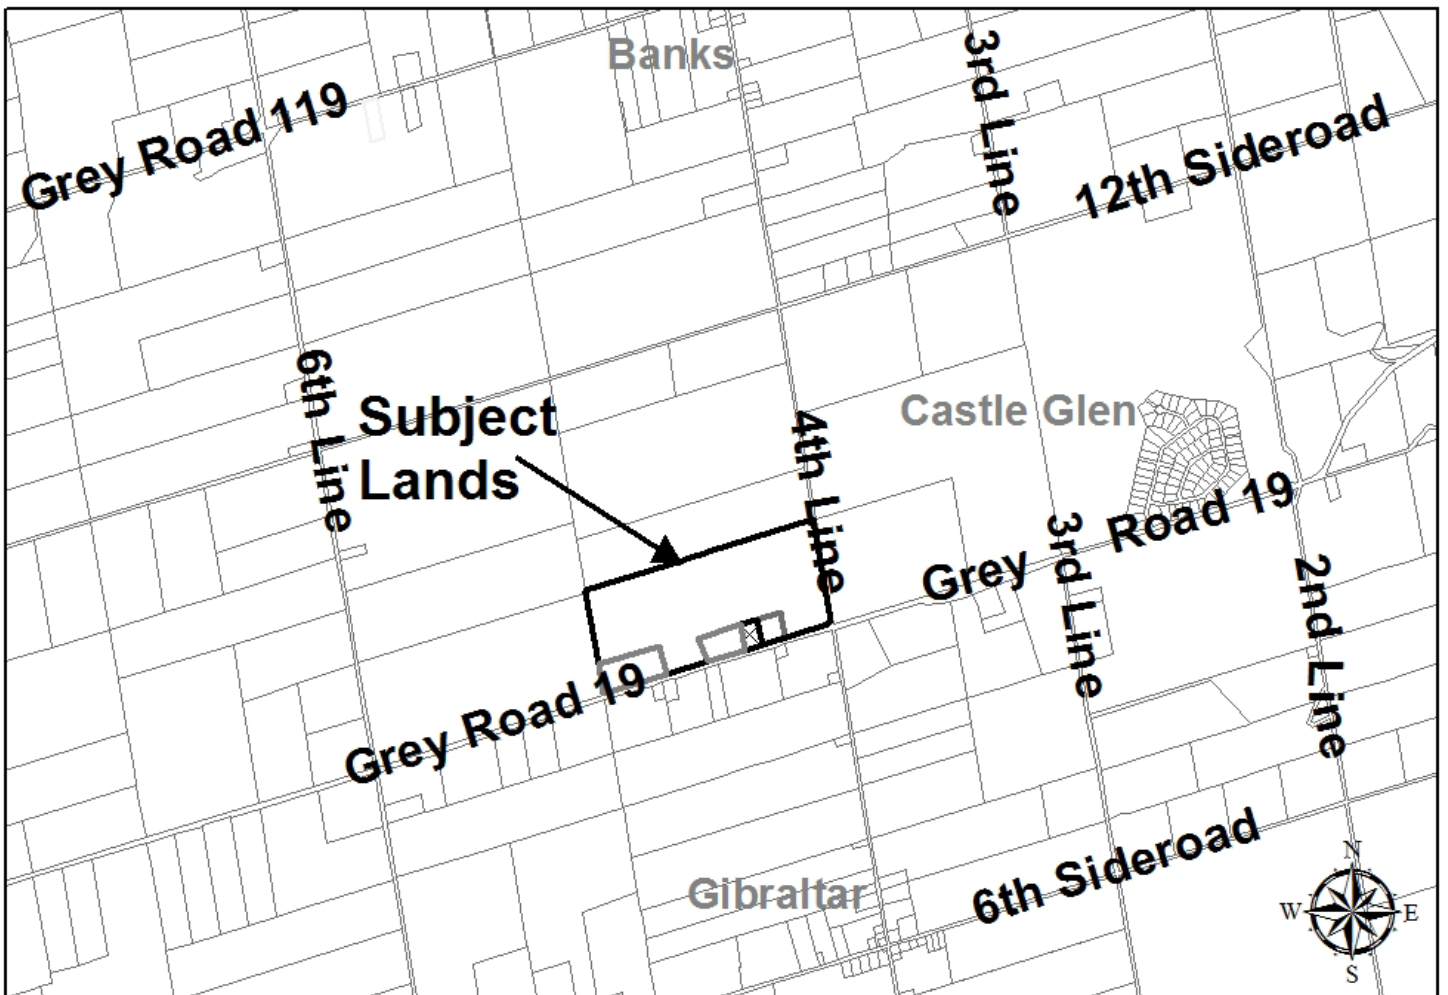 Banks
3rd Line
Grey Road 119
12th Sideroad
6th Line
Subject
Lands
4th Line
Castle Glen
Grey Road 19
3rd Line
2nd Line
Grey Road 19
Gibraltar
6th Sideroad
N
W E
S